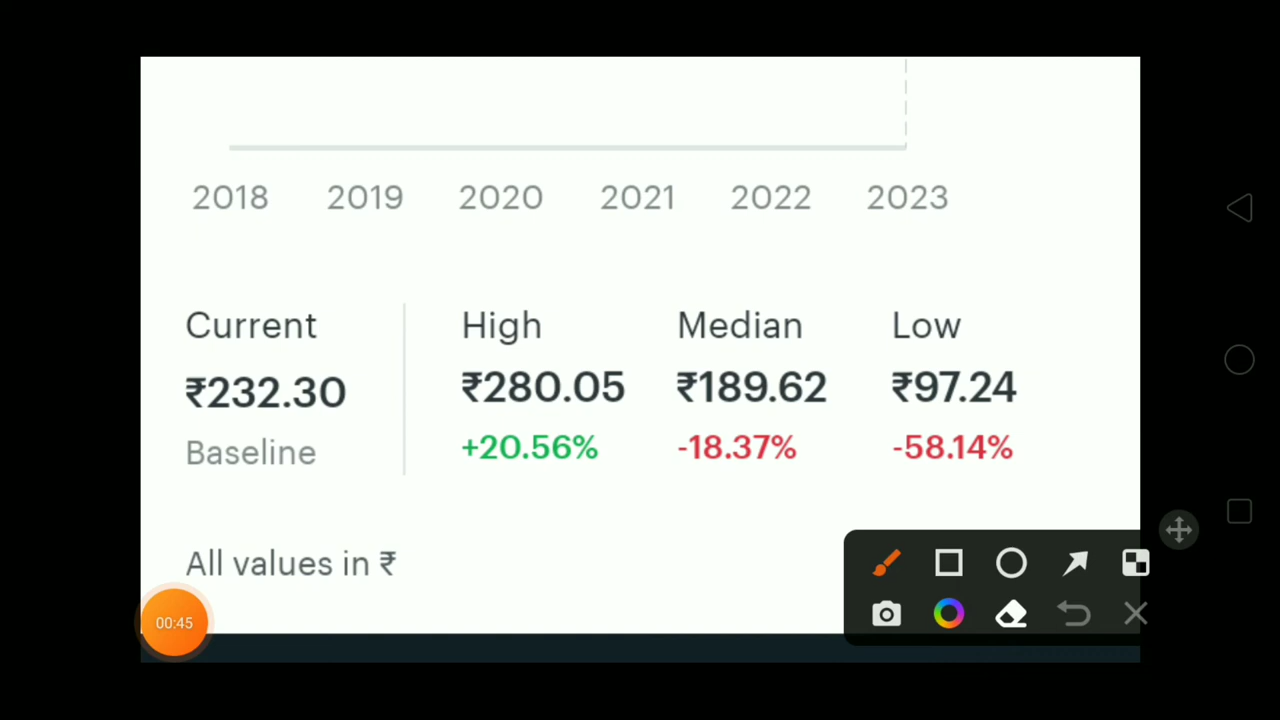 2018 2019 2020 2021 2022 2023
Current High Median Low
₹232.30 ₹280.05 ₹189.62 ₹97.24
Baseline +20.56% -18.37% -58.14%
All values in ₹
00:45